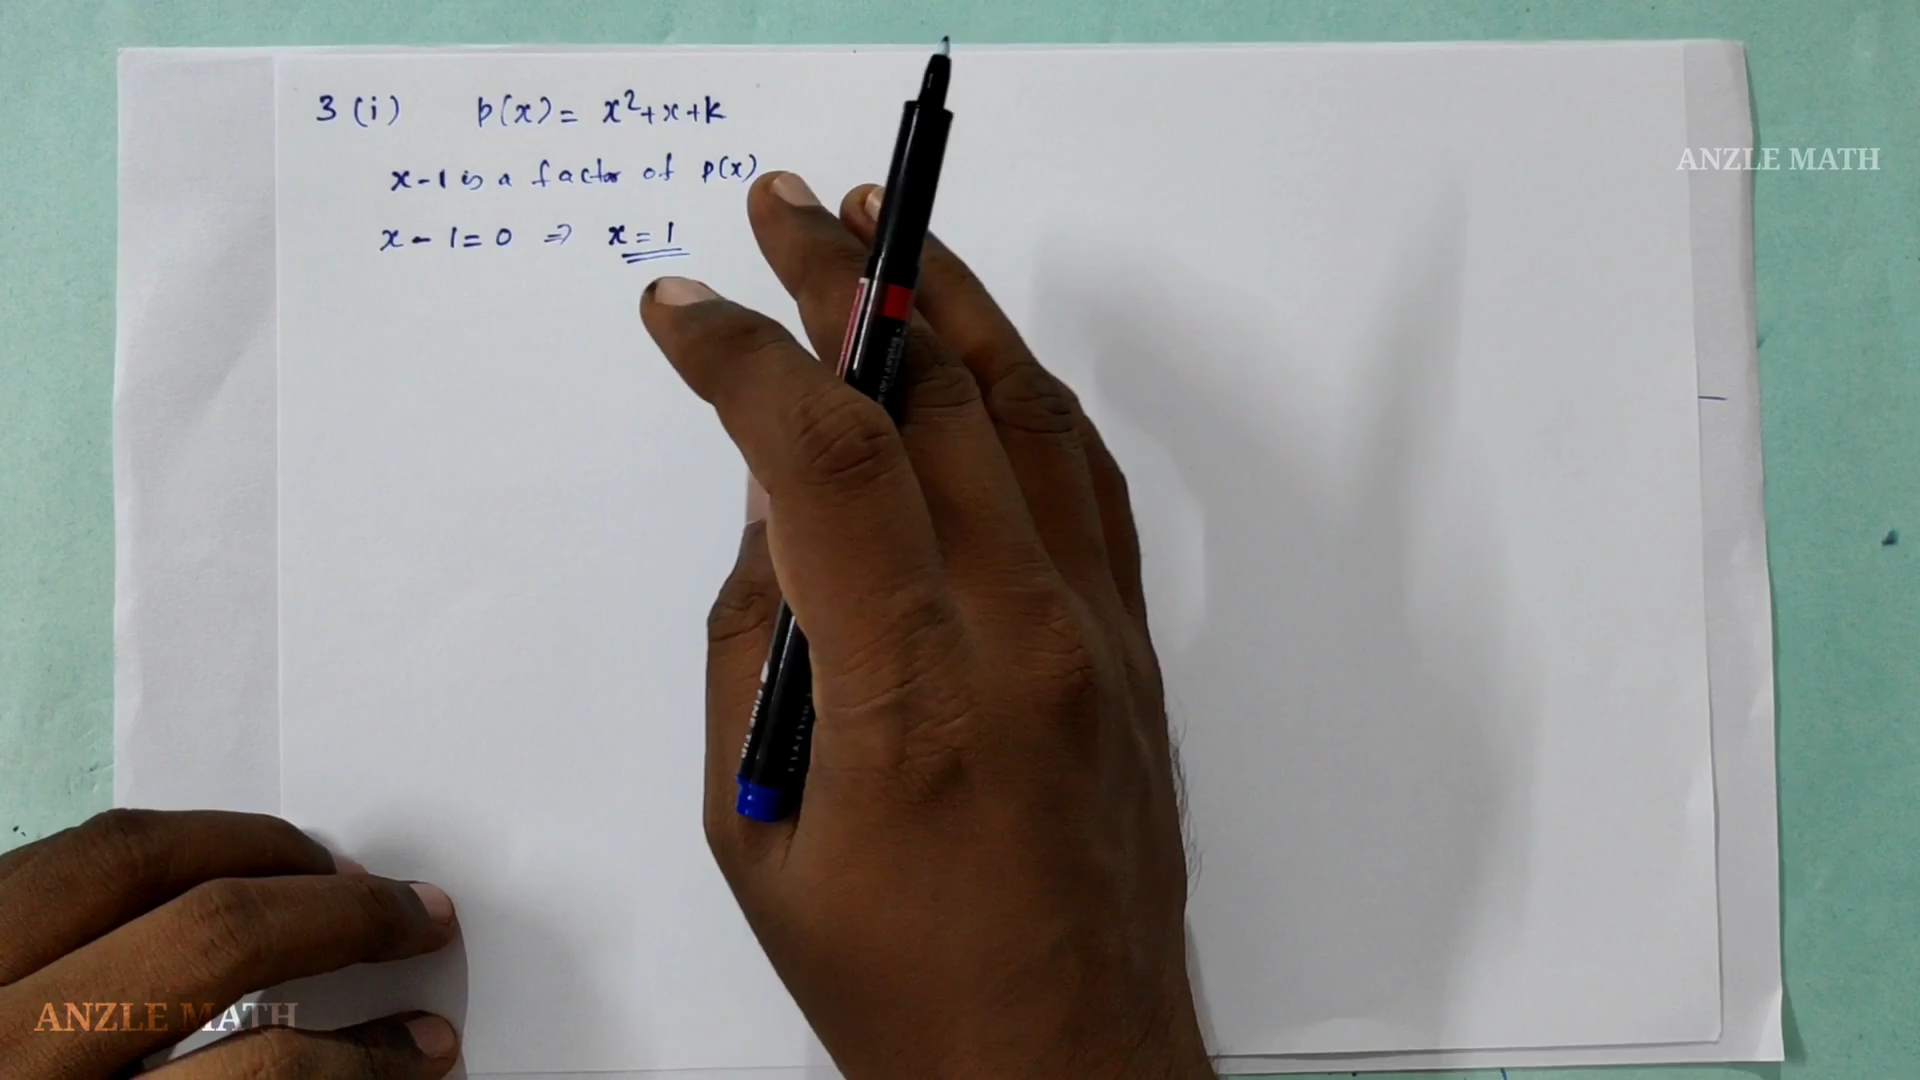 3 (i) p(x) = x²+x+k
x-1 is a factor of p(x)
x - 1 = 0 ⇒ x = 1
ANZLE MATH
ANZLE MATH